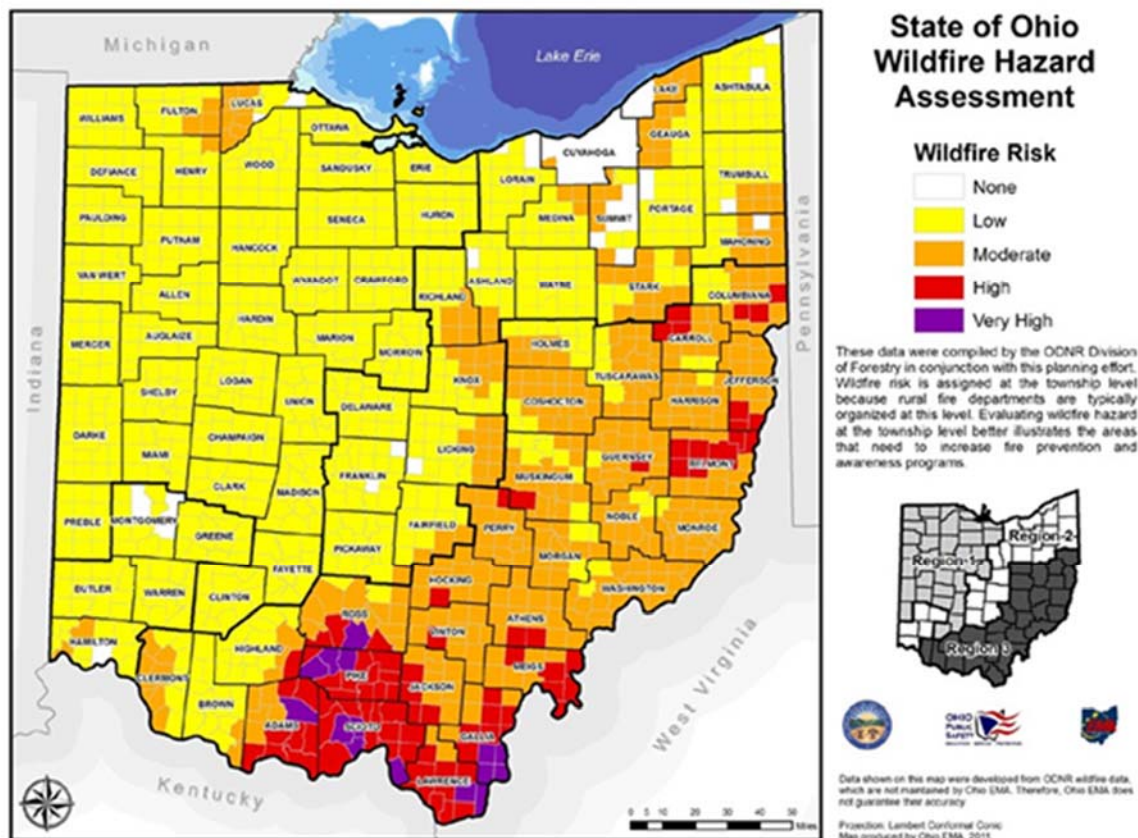 Michigan
Lake Erie
Indiana
Pennsylvania
Kentucky
West Virginia
WILLIAMS
FULTON
LUCAS
OTTAWA
LAKE
ASHTABULA
GEAUGA
CUYAHOGA
DEFIANCE
HENRY
WOOD
SANDUSKY
ERIE
LORAIN
TRUMBULL
PAULDING
PUTNAM
HANCOCK
SENECA
HURON
MEDINA
SUMMIT
PORTAGE
MAHONING
VAN WERT
ALLEN
WYANDOT
CRAWFORD
RICHLAND
ASHLAND
WAYNE
STARK
COLUMBIANA
MERCER
AUGLAIZE
HARDIN
MARION
MORROW
HOLMES
CARROLL
SHELBY
LOGAN
UNION
DELAWARE
KNOX
COSHOCTON
TUSCARAWAS
HARRISON
JEFFERSON
DARKE
MIAMI
CHAMPAIGN
CLARK
MADISON
FRANKLIN
LICKING
MUSKINGUM
GUERNSEY
BELMONT
PREBLE
MONTGOMERY
GREENE
FAYETTE
PICKAWAY
FAIRFIELD
PERRY
MORGAN
NOBLE
MONROE
BUTLER
WARREN
CLINTON
ROSS
HOCKING
ATHENS
WASHINGTON
HAMILTON
CLERMONT
HIGHLAND
PIKE
VINTON
JACKSON
MEIGS
BROWN
ADAMS
SCIOTO
GALLIA
LAWRENCE
0 5 10 20 30 40 50
Miles
State of Ohio
Wildfire Hazard
Assessment
Wildfire Risk
None
Low
Moderate
High
Very High
These data were compiled by the ODNR Division
of Forestry in conjunction with this planning effort.
Wildfire risk is assigned at the township level
because rural fire departments are typically
organized at this level. Evaluating wildfire hazard
at the township level better illustrates the areas
that need to increase fire prevention and
awareness programs.
Region 1
Region 2
Region 3
OHIO
PUBLIC
SAFETY
Data shown on this map were developed from ODNR wildfire data,
which are not maintained by Ohio EMA. Therefore, Ohio EMA does
not guarantee their accuracy
Projection: Lambert Conformal Conic
Map produced by Ohio EMA, 2011